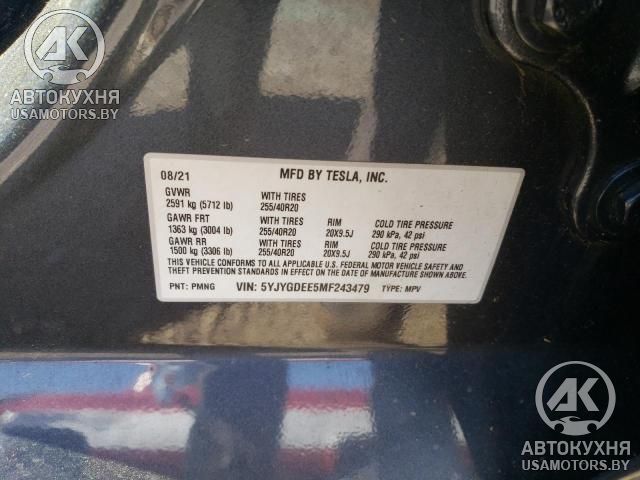 АК
АВТОКУХНЯ
USAMOTORS.BY
08/21 MFD BY TESLA, INC.
GVWR
2591 kg (5712 lb) WITH TIRES 255/40R20
GAWR FRT WITH TIRES RIM COLD TIRE PRESSURE
1363 kg (3004 lb) 255/40R20 20X9.5J 290 kPa, 42 psi
GAWR RR WITH TIRES RIM COLD TIRE PRESSURE
1500 kg (3306 lb) 255/40R20 20X9.5J 290 kPa, 42 psi
THIS VEHICLE CONFORMS TO ALL APPLICABLE U.S. FEDERAL MOTOR VEHICLE SAFETY AND
THEFT PREVENTION STANDARDS IN EFFECT ON THE DATE OF MANUFACTURE SHOWN ABOVE.
PNT: PMNG VIN: 5YJYGDEE5MF243479 TYPE: MPV
АК
АВТОКУХНЯ
USAMOTORS.BY